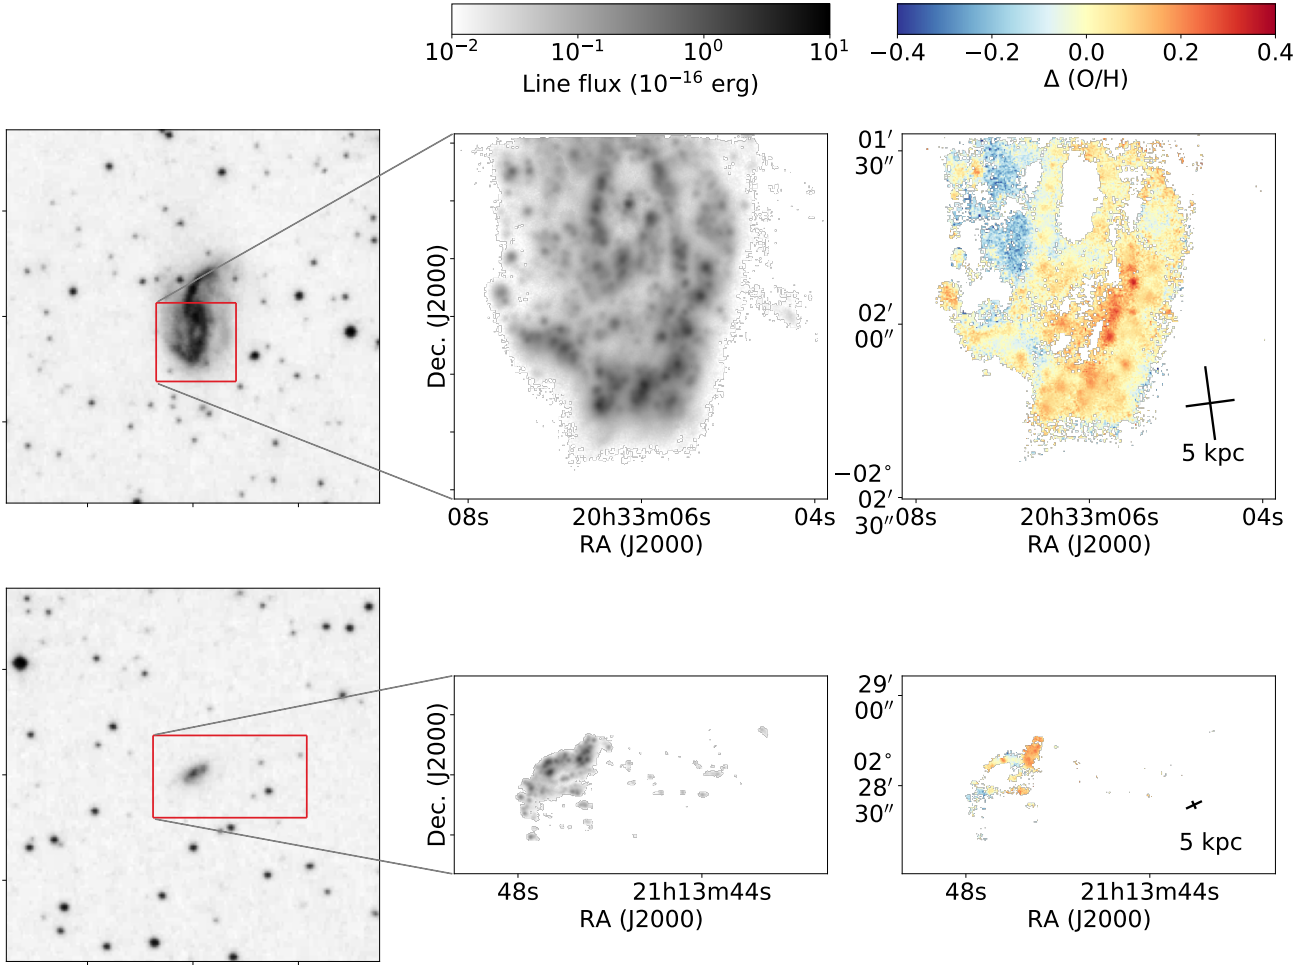 10⁻² 10⁻¹ 10⁰ 10¹
Line flux (10⁻¹⁶ erg)
−0.4 −0.2 0.0 0.2 0.4
Δ (O/H)
Dec. (J2000)
08s 20h33m06s 04s
RA (J2000)
01′
30″
02′
00″
−02°
02′
30″
5 kpc
08s 20h33m06s 04s
RA (J2000)
Dec. (J2000)
48s 21h13m44s
RA (J2000)
29′
00″
02°
28′
30″
5 kpc
48s 21h13m44s
RA (J2000)